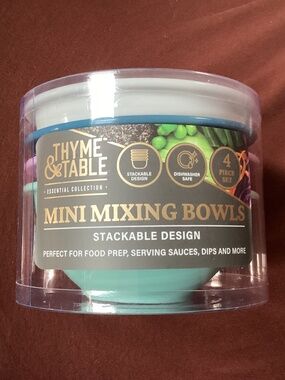 THYME
& TABLE
• ESSENTIAL COLLECTION •
STACKABLE
DESIGN
DISHWASHER
SAFE
4
PIECE
SET
MINI MIXING BOWLS
STACKABLE DESIGN
PERFECT FOR FOOD PREP, SERVING SAUCES, DIPS AND MORE